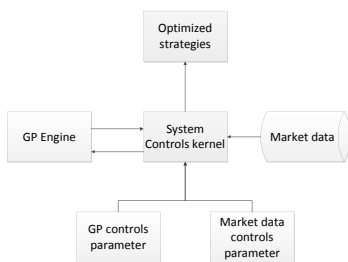 Optimized
strategies
GP Engine
System
Controls kernel
Market data
GP controls
parameter
Market data
controls
parameter